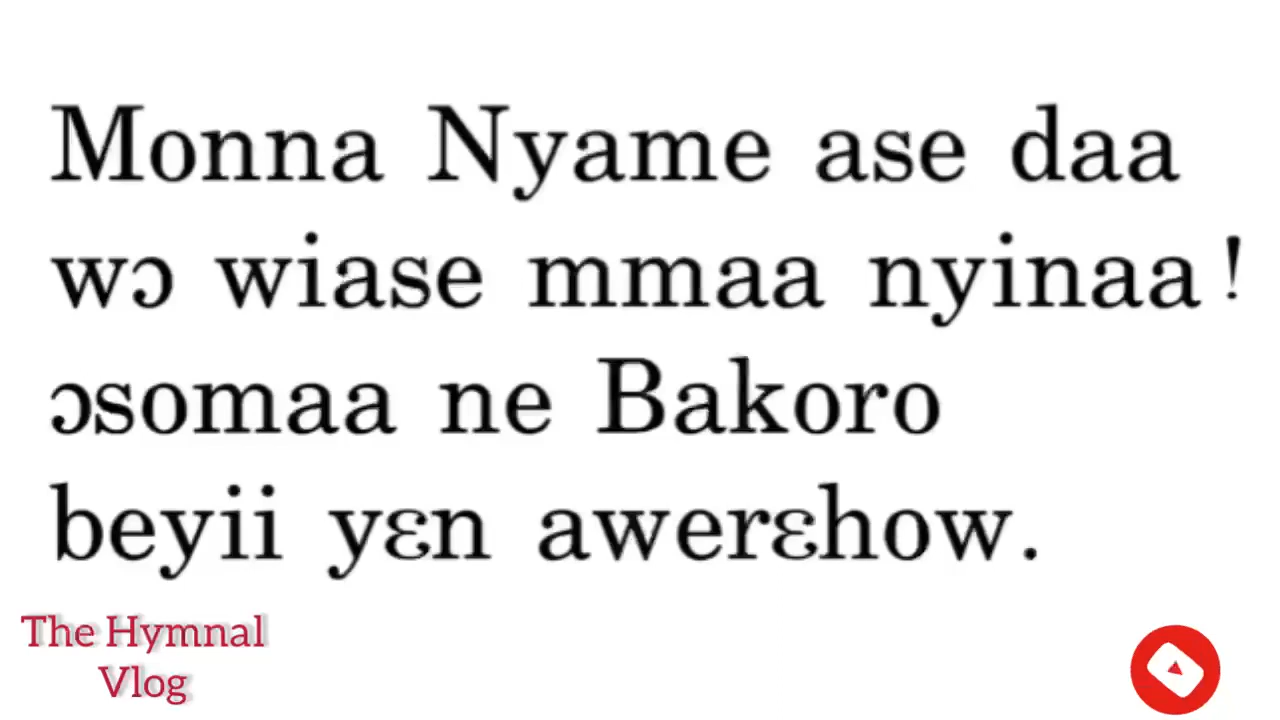 Monna Nyame ase daa
wɔ wiase mmaa nyinaa!
ɔsomaa ne Bakoro
beyii yɛn awerɛhow.
The Hymnal
Vlog